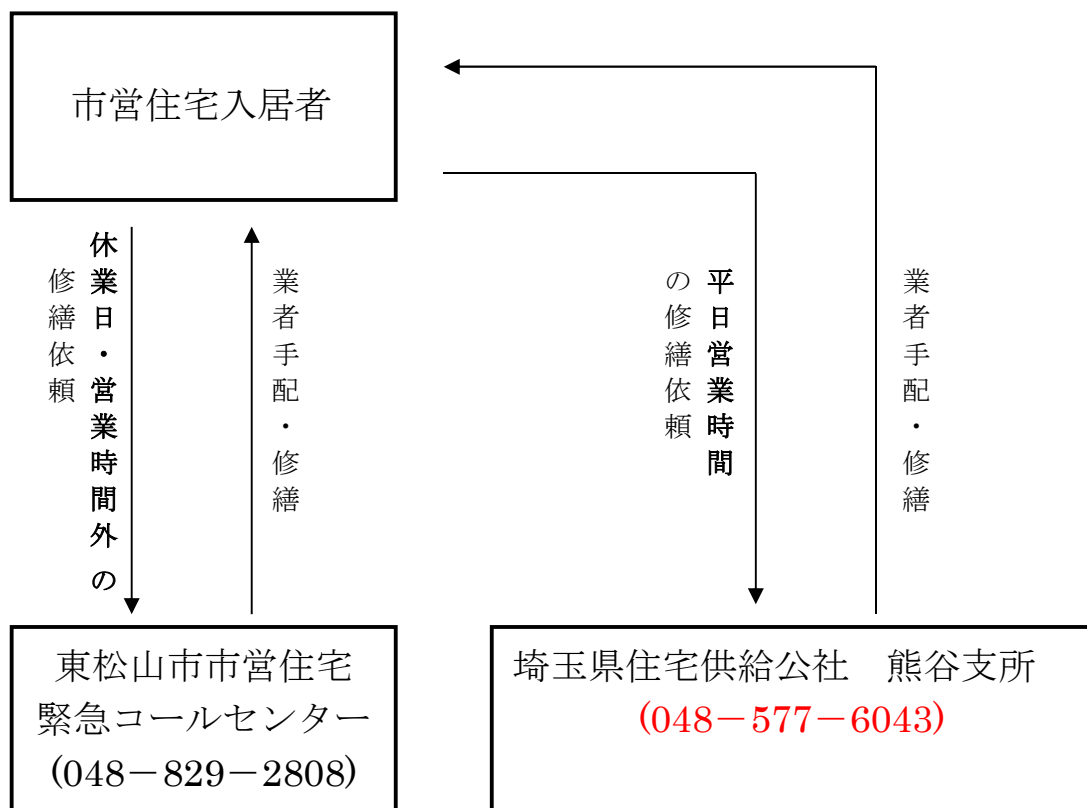 市営住宅入居者
休業日・営業時間外の
修繕依頼
業者手配・修繕
平日営業時間
の修繕依頼
業者手配・修繕
東松山市市営住宅
緊急コールセンター
(048－829－2808)
埼玉県住宅供給公社　熊谷支所
(048－577－6043)